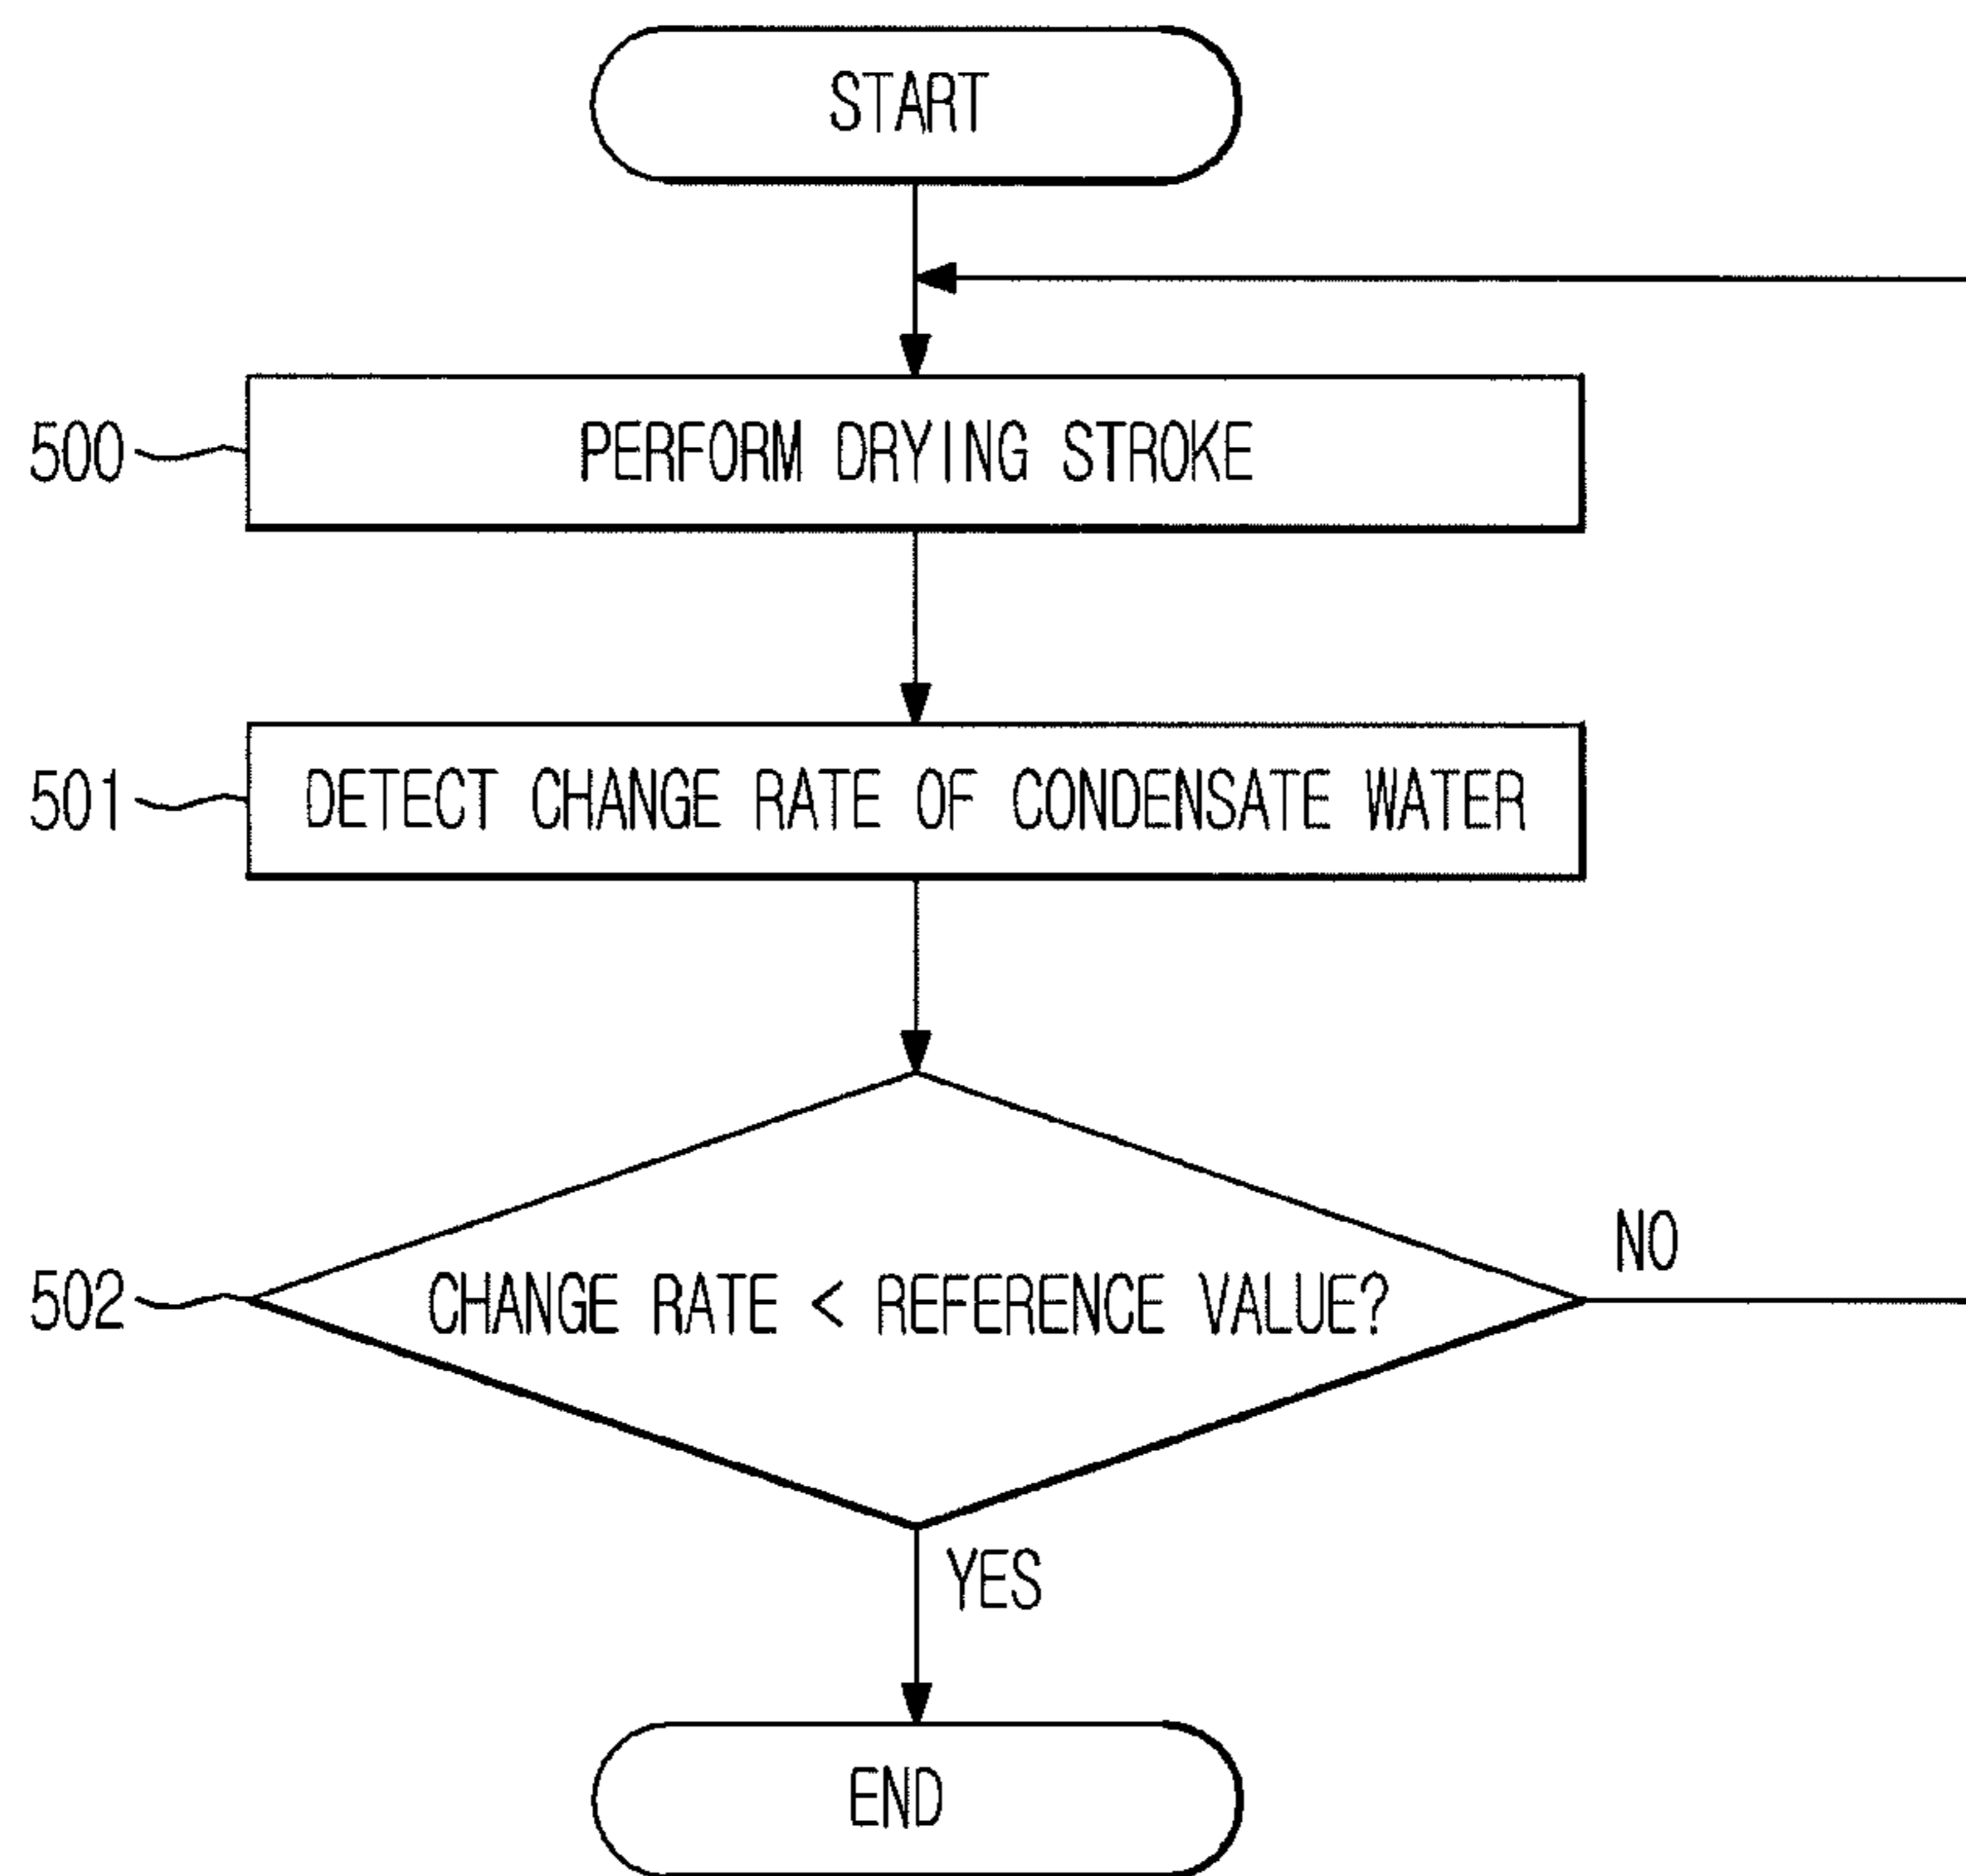 START
500 PERFORM DRYING STROKE
501 DETECT CHANGE RATE OF CONDENSATE WATER
NO
502 CHANGE RATE < REFERENCE VALUE?
YES
END